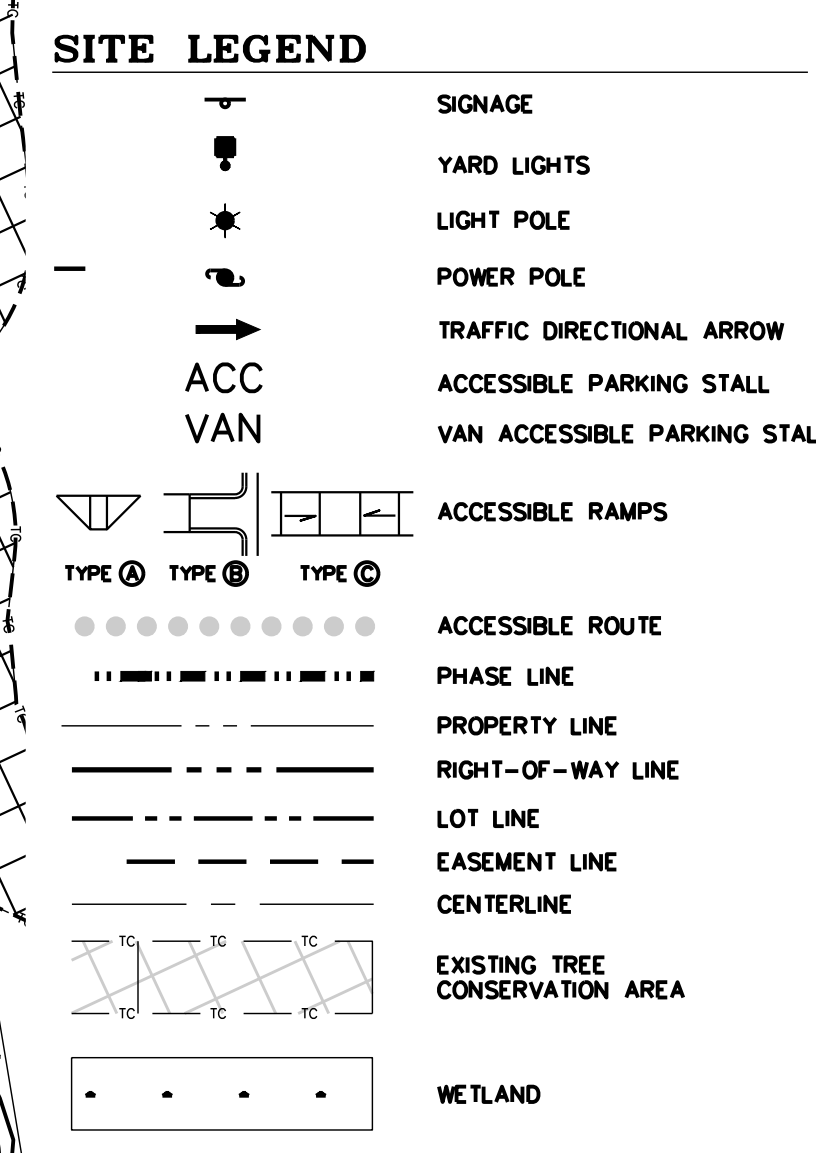 SITE LEGEND
SIGNAGE
YARD LIGHTS
LIGHT POLE
POWER POLE
TRAFFIC DIRECTIONAL ARROW
ACC ACCESSIBLE PARKING STALL
VAN VAN ACCESSIBLE PARKING STAL
ACCESSIBLE RAMPS
TYPE A TYPE B TYPE C
ACCESSIBLE ROUTE
PHASE LINE
PROPERTY LINE
RIGHT-OF-WAY LINE
LOT LINE
EASEMENT LINE
CENTERLINE
TC TC TC
EXISTING TREE
CONSERVATION AREA
TC TC TC
WETLAND